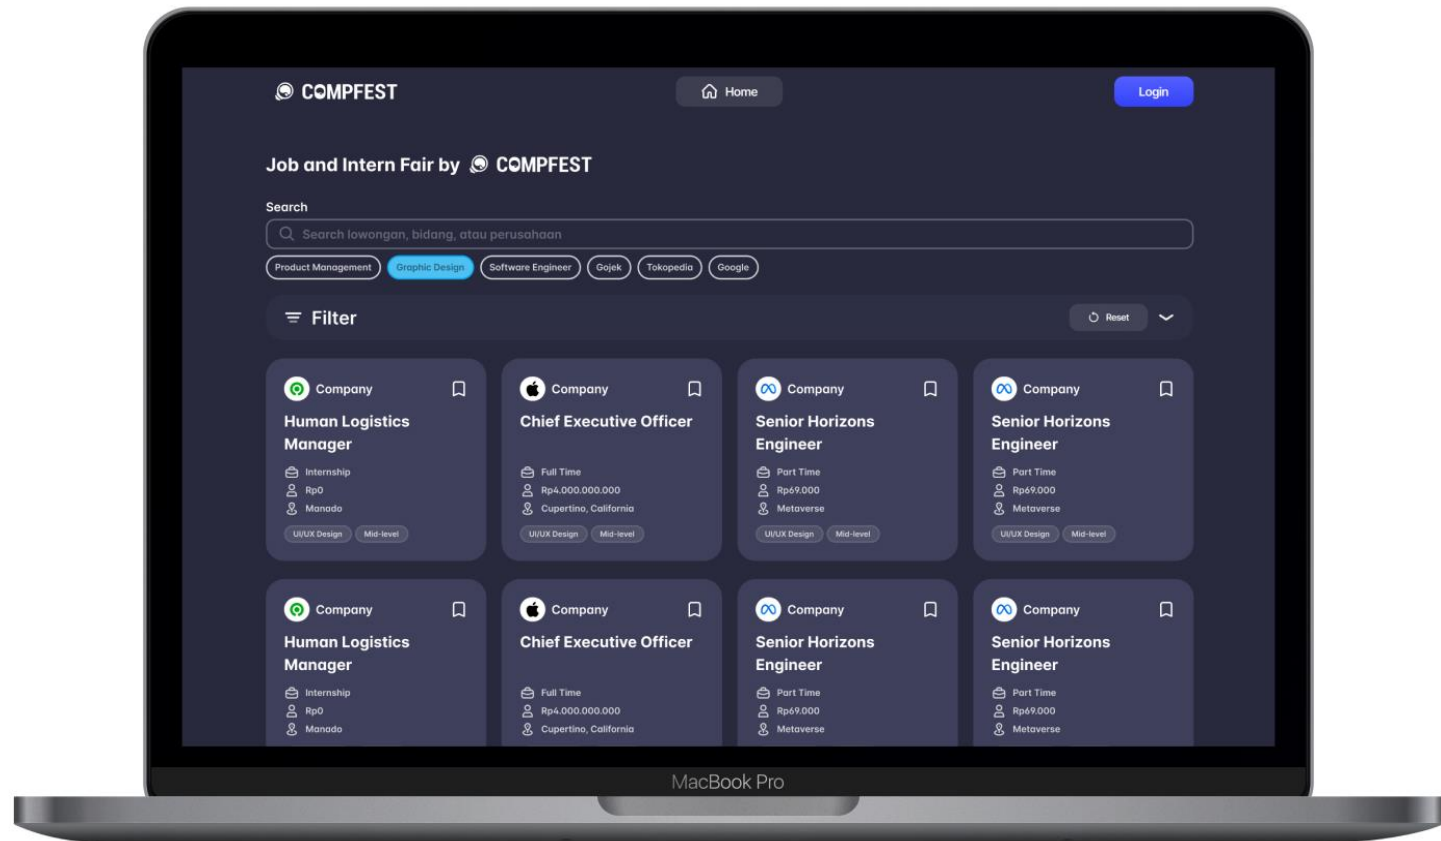 COMPFEST
Home
Login
Job and Intern Fair by COMPFEST
Search
Search lowongan, bidang, atau perusahaan
Product Management Graphic Design Software Engineer Gojek Tokopedia Google
Filter
Reset
Company
Human Logistics
Manager
Internship
Rp0
Manado
UI/UX Design Mid-level
Company
Chief Executive Officer
Full Time
Rp4.000.000.000
Cupertino, California
UI/UX Design Mid-level
Company
Senior Horizons
Engineer
Part Time
Rp69.000
Metaverse
UI/UX Design Mid-level
Company
Senior Horizons
Engineer
Part Time
Rp69.000
Metaverse
UI/UX Design Mid-level
Company
Human Logistics
Manager
Internship
Rp0
Manado
Company
Chief Executive Officer
Full Time
Rp4.000.000.000
Cupertino, California
Company
Senior Horizons
Engineer
Part Time
Rp69.000
Metaverse
Company
Senior Horizons
Engineer
Part Time
Rp69.000
Metaverse
MacBook Pro